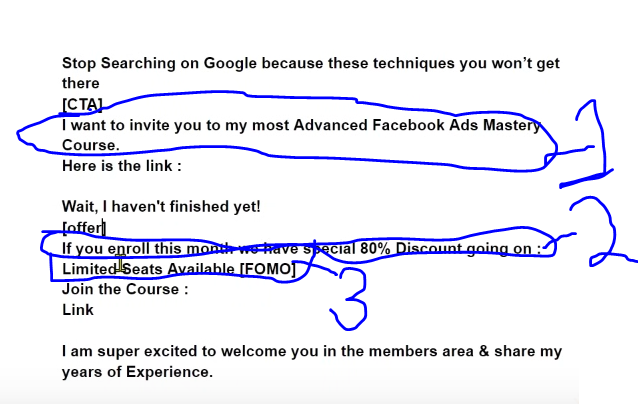 Stop Searching on Google because these techniques you won't get
there
[CTA]
I want to invite you to my most Advanced Facebook Ads Mastery
Course.
Here is the link :
1
Wait, I haven't finished yet!
[offer]
If you enroll this month we have special 80% Discount going on :
2
Limited Seats Available [FOMO]
3
Join the Course :
Link
I am super excited to welcome you in the members area & share my
years of Experience.